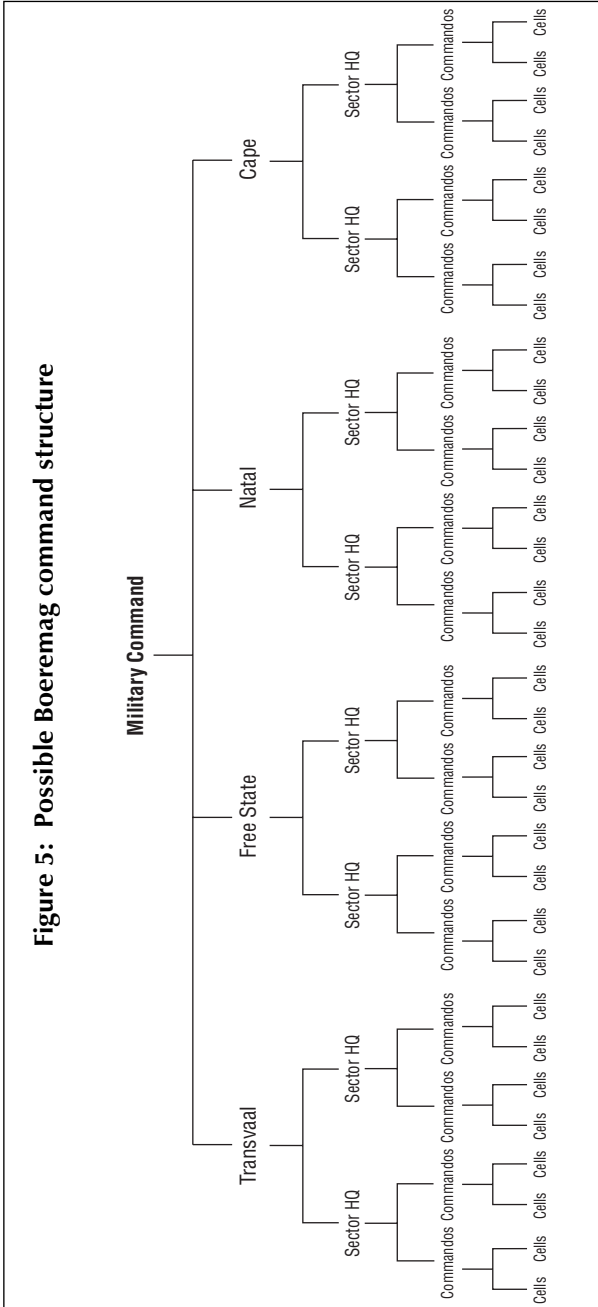 Figure 5: Possible Boeremag command structure
Military Command
Transvaal Free State Natal Cape
Sector HQ Sector HQ Sector HQ Sector HQ Sector HQ Sector HQ Sector HQ Sector HQ
Commandos Commandos Commandos Commandos Commandos Commandos Commandos Commandos Commandos Commandos Commandos Commandos Commandos Commandos Commandos Commandos
Cells Cells Cells Cells Cells Cells Cells Cells Cells Cells Cells Cells Cells Cells Cells Cells Cells Cells Cells Cells Cells Cells Cells Cells Cells Cells Cells Cells Cells Cells Cells Cells